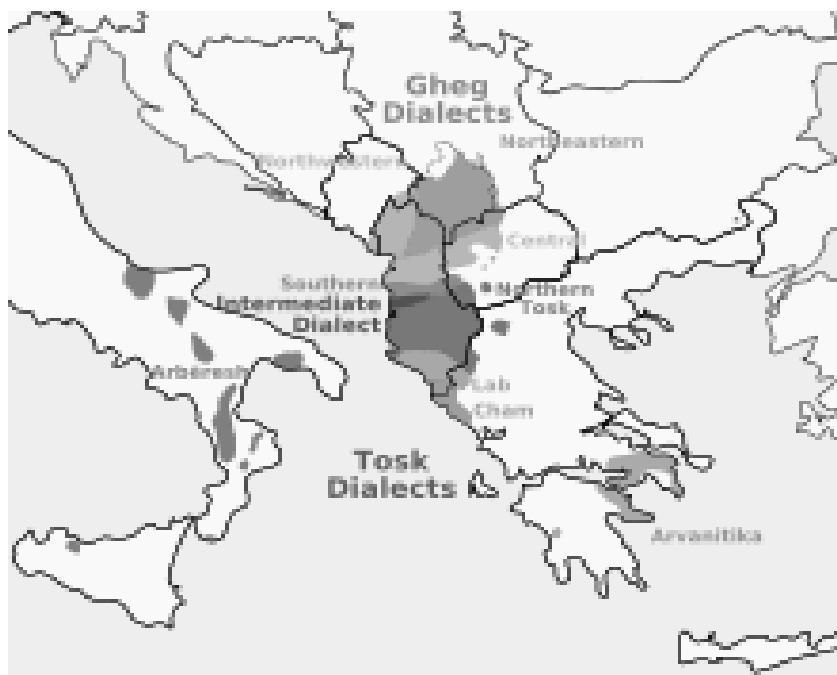 Gheg
Dialects
Northeastern
Northwestern
Central
Southern
Intermediate
Dialect
Northern
Tosk
Arbëresh
Lab
Cham
Tosk
Dialects
Arvanitika